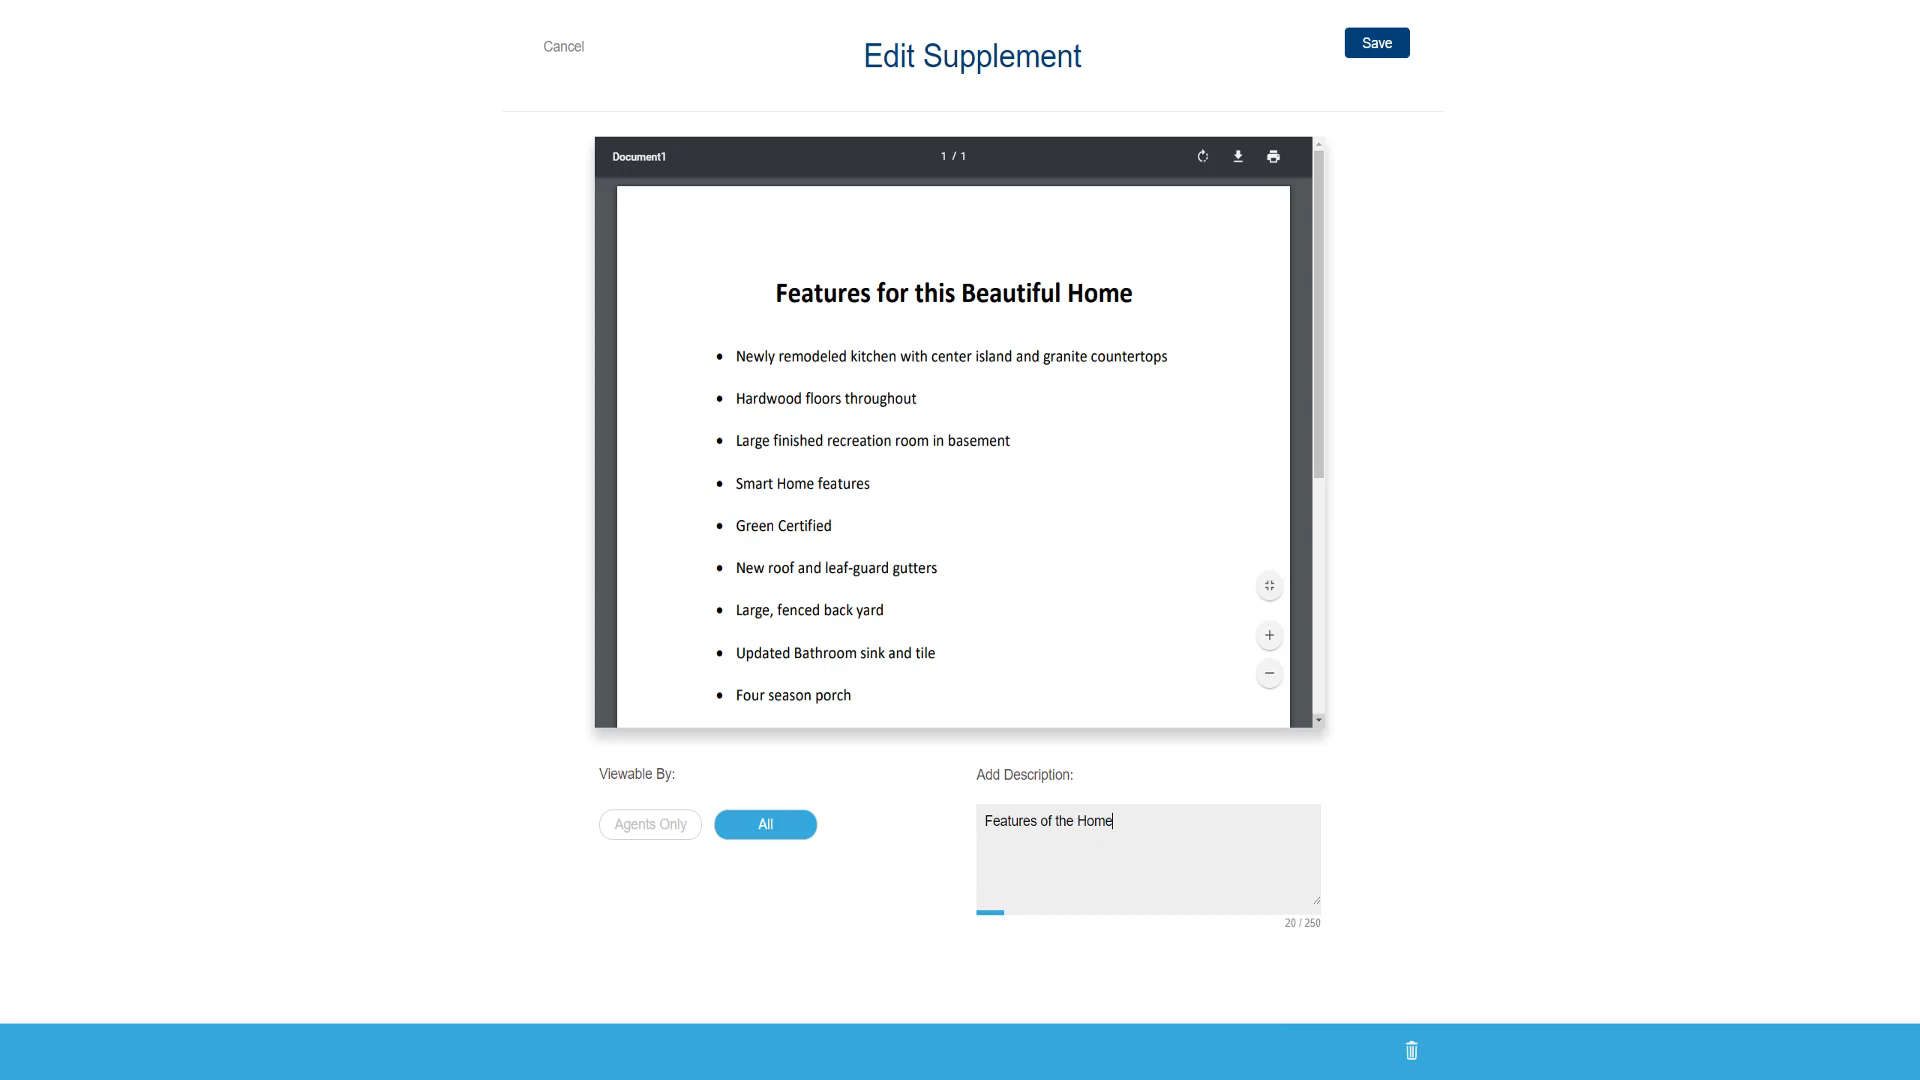 Cancel
Edit Supplement
Save
Document1
1 / 1
Features for this Beautiful Home
• Newly remodeled kitchen with center island and granite countertops
• Hardwood floors throughout
• Large finished recreation room in basement
• Smart Home features
• Green Certified
• New roof and leaf-guard gutters
• Large, fenced back yard
• Updated Bathroom sink and tile
• Four season porch
Viewable By:
Add Description:
Agents Only
All
Features of the Home
20 / 250